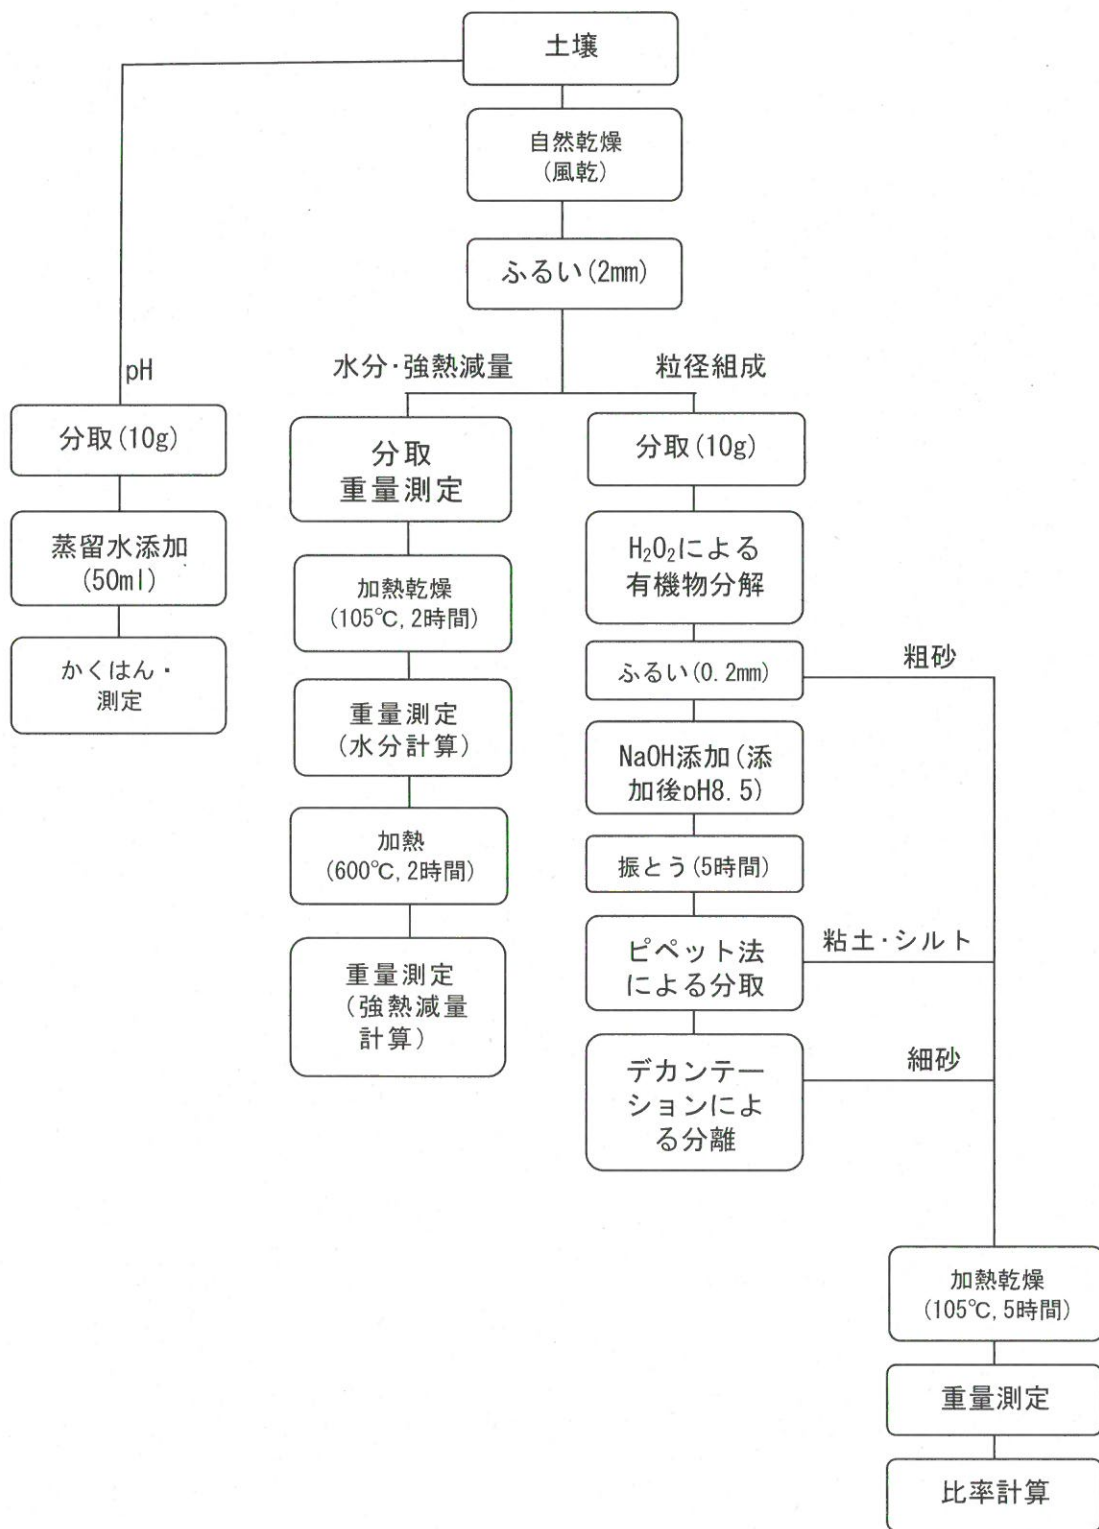 土壌
自然乾燥
(風乾)
ふるい(2mm)
pH
分取(10g)
蒸留水添加
(50ml)
かくはん・
測定
水分・強熱減量
分取
重量測定
加熱乾燥
(105℃,2時間)
重量測定
(水分計算)
加熱
(600℃,2時間)
重量測定
(強熱減量
計算)
粒径組成
分取(10g)
H₂O₂による
有機物分解
ふるい(0.2mm)
NaOH添加(添
加後pH8.5)
振とう(5時間)
ピペット法
による分取
デカンテー
ションによ
る分離
粗砂
粘土・シルト
細砂
加熱乾燥
(105℃,5時間)
重量測定
比率計算